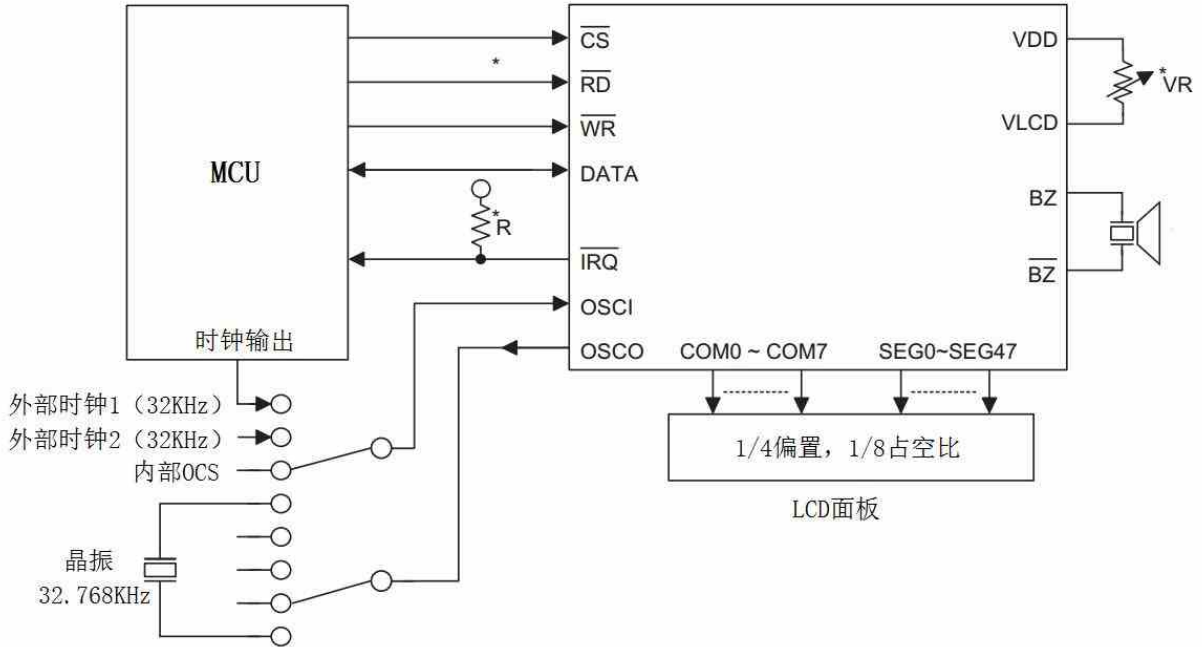 MCU
时钟输出
CS
*
RD
WR
DATA
*
R
IRQ
OSCI
OSCO
COM0 ~ COM7
SEG0~SEG47
VDD
*
VR
VLCD
BZ
BZ
外部时钟1（32KHz）
外部时钟2（32KHz）
内部OCS
晶振
32.768KHz
1/4偏置，1/8占空比
LCD面板